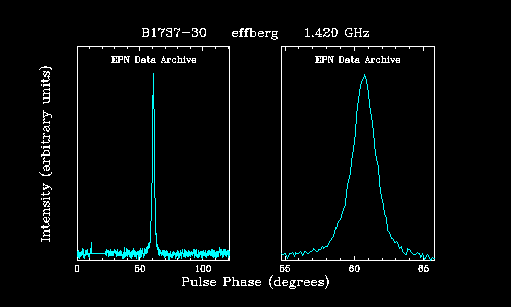 B1737-30 effberg 1.420 GHz
EPN Data Archive
EPN Data Archive
Intensity (arbitrary units)
0 50 100
55 60 65
Pulse Phase (degrees)